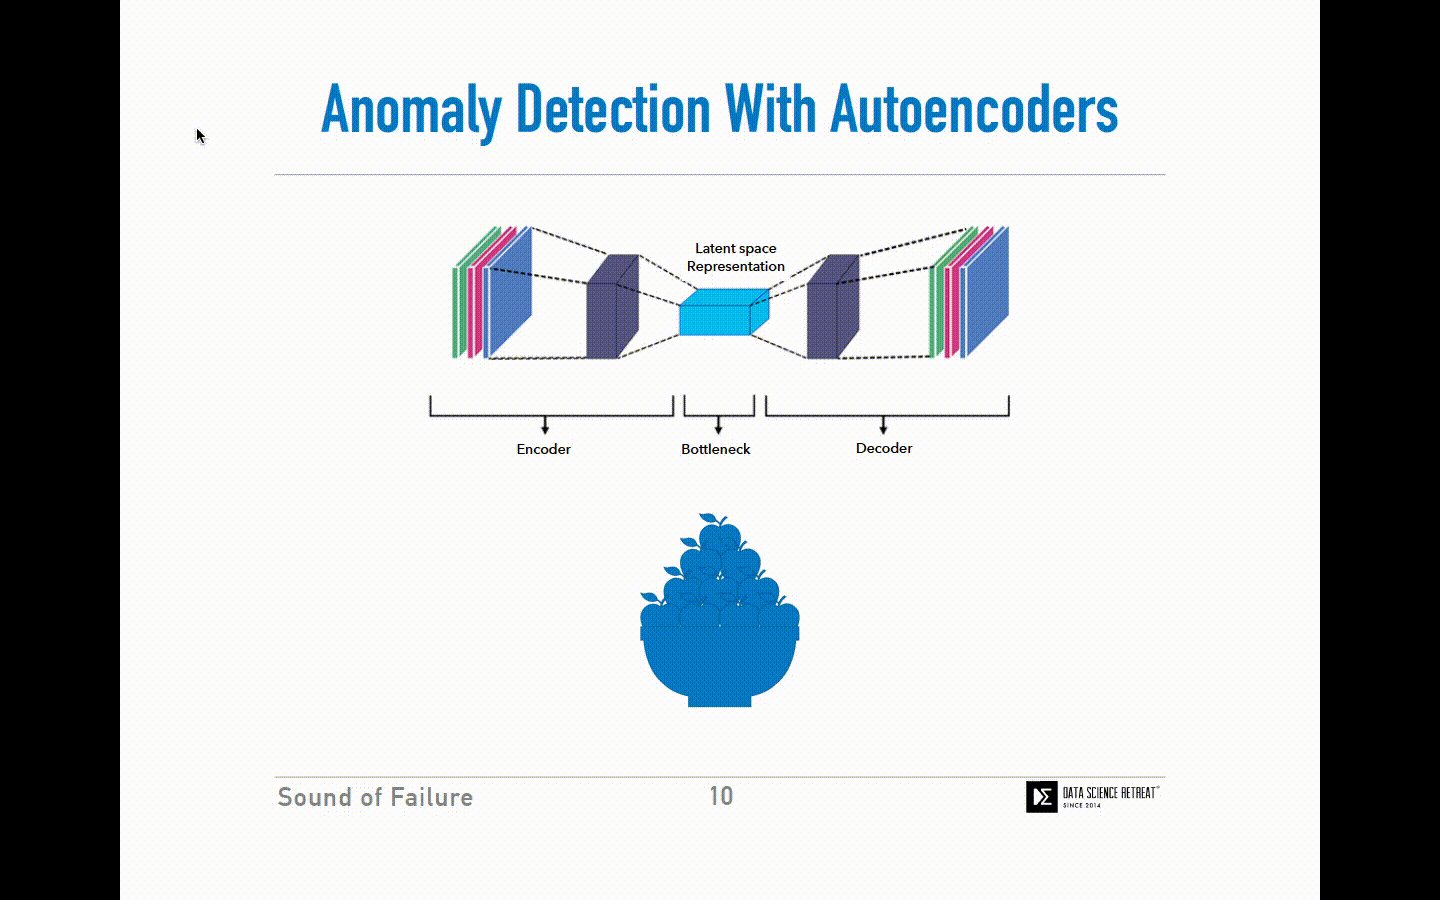 Anomaly Detection With Autoencoders
Latent space
Representation
Encoder
Bottleneck
Decoder
Sound of Failure
10
DATA SCIENCE RETREAT
SINCE 2014